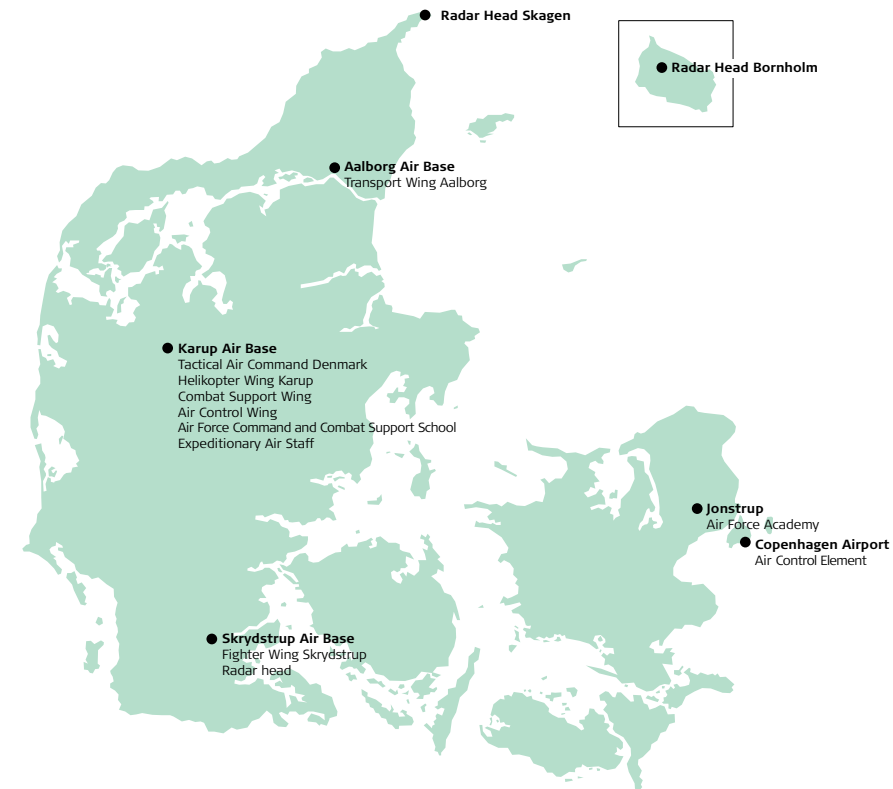 Radar Head Skagen
Radar Head Bornholm
Aalborg Air Base
Transport Wing Aalborg
Karup Air Base
Tactical Air Command Denmark
Helikopter Wing Karup
Combat Support Wing
Air Control Wing
Air Force Command and Combat Support School
Expeditionary Air Staff
Jonstrup
Air Force Academy
Copenhagen Airport
Air Control Element
Skrydstrup Air Base
Fighter Wing Skrydstrup
Radar head